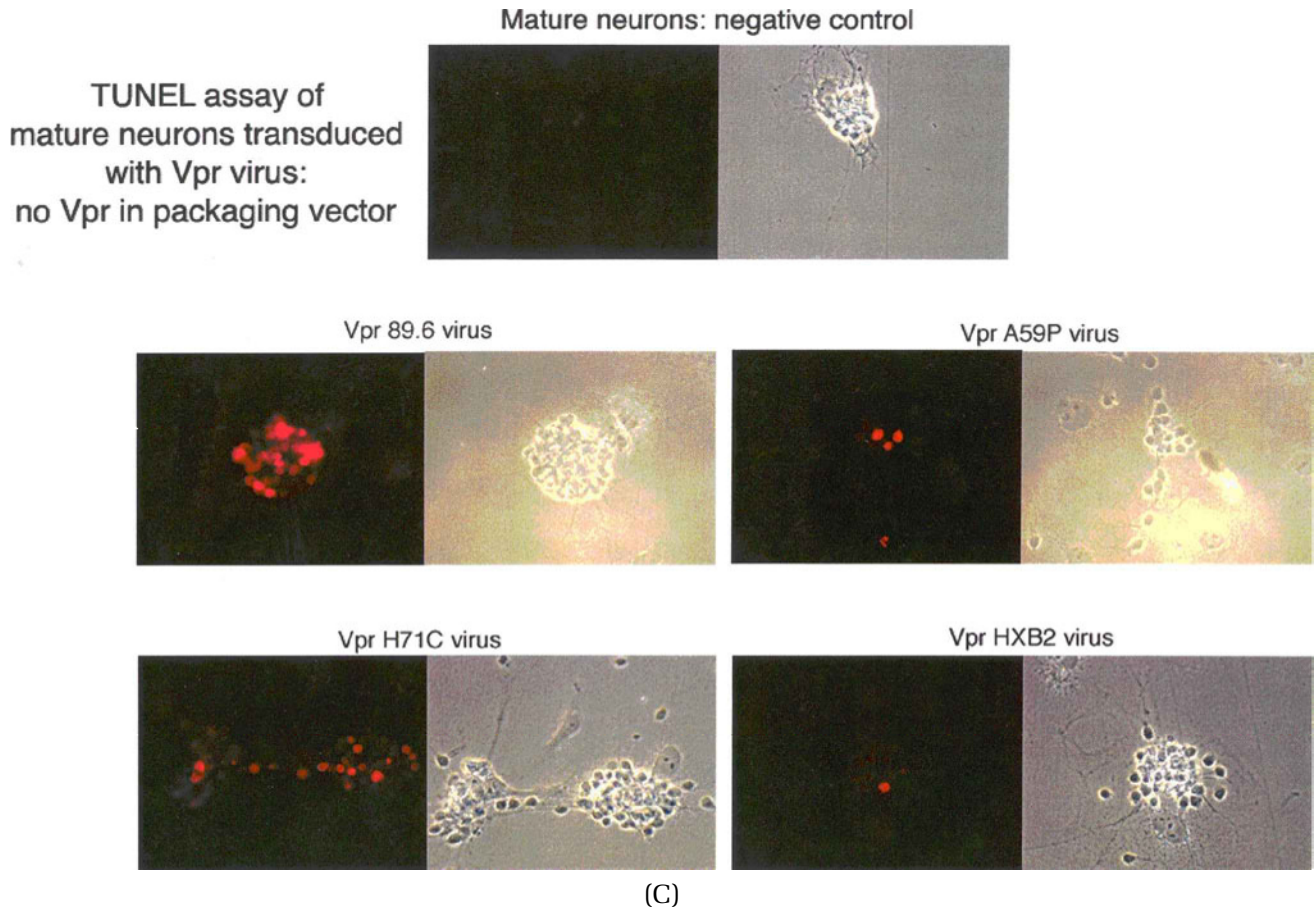 Mature neurons: negative control
TUNEL assay of
mature neurons transduced
with Vpr virus:
no Vpr in packaging vector
Vpr 89.6 virus
Vpr A59P virus
Vpr H71C virus
Vpr HXB2 virus
(C)